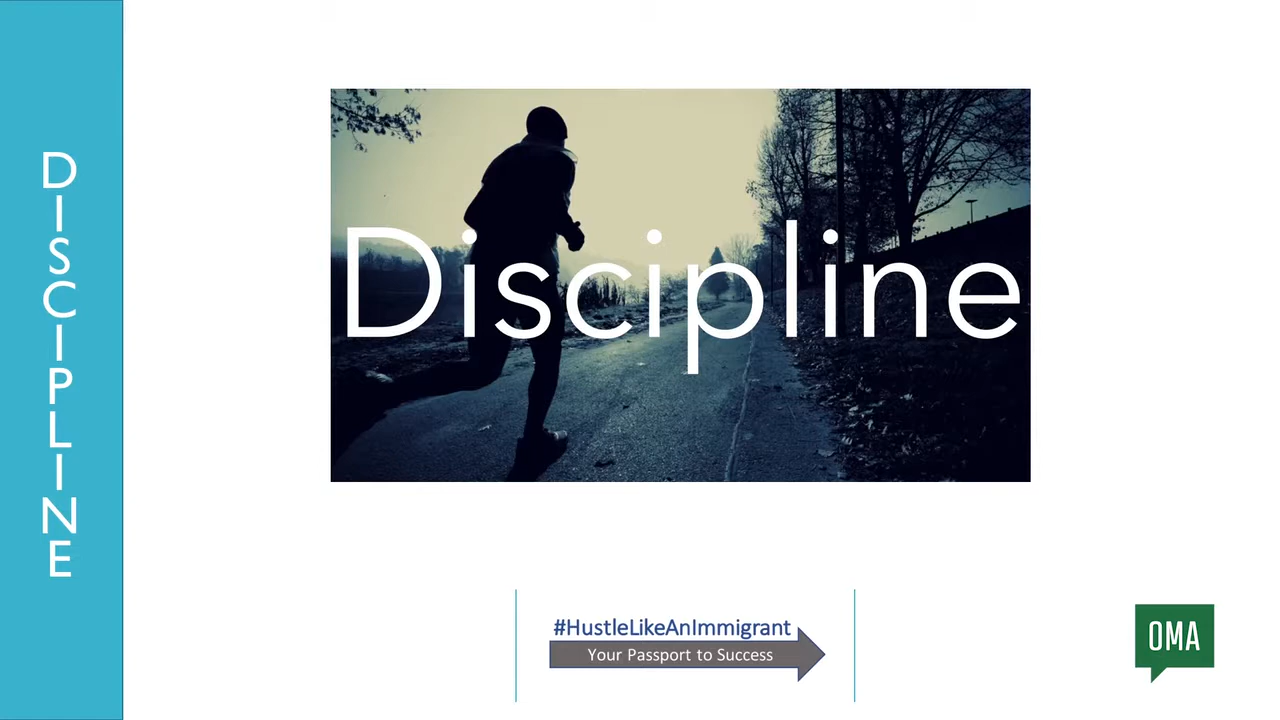 DISCIPLINE
Discipline
#HustleLikeAnImmigrant
Your Passport to Success
OMA